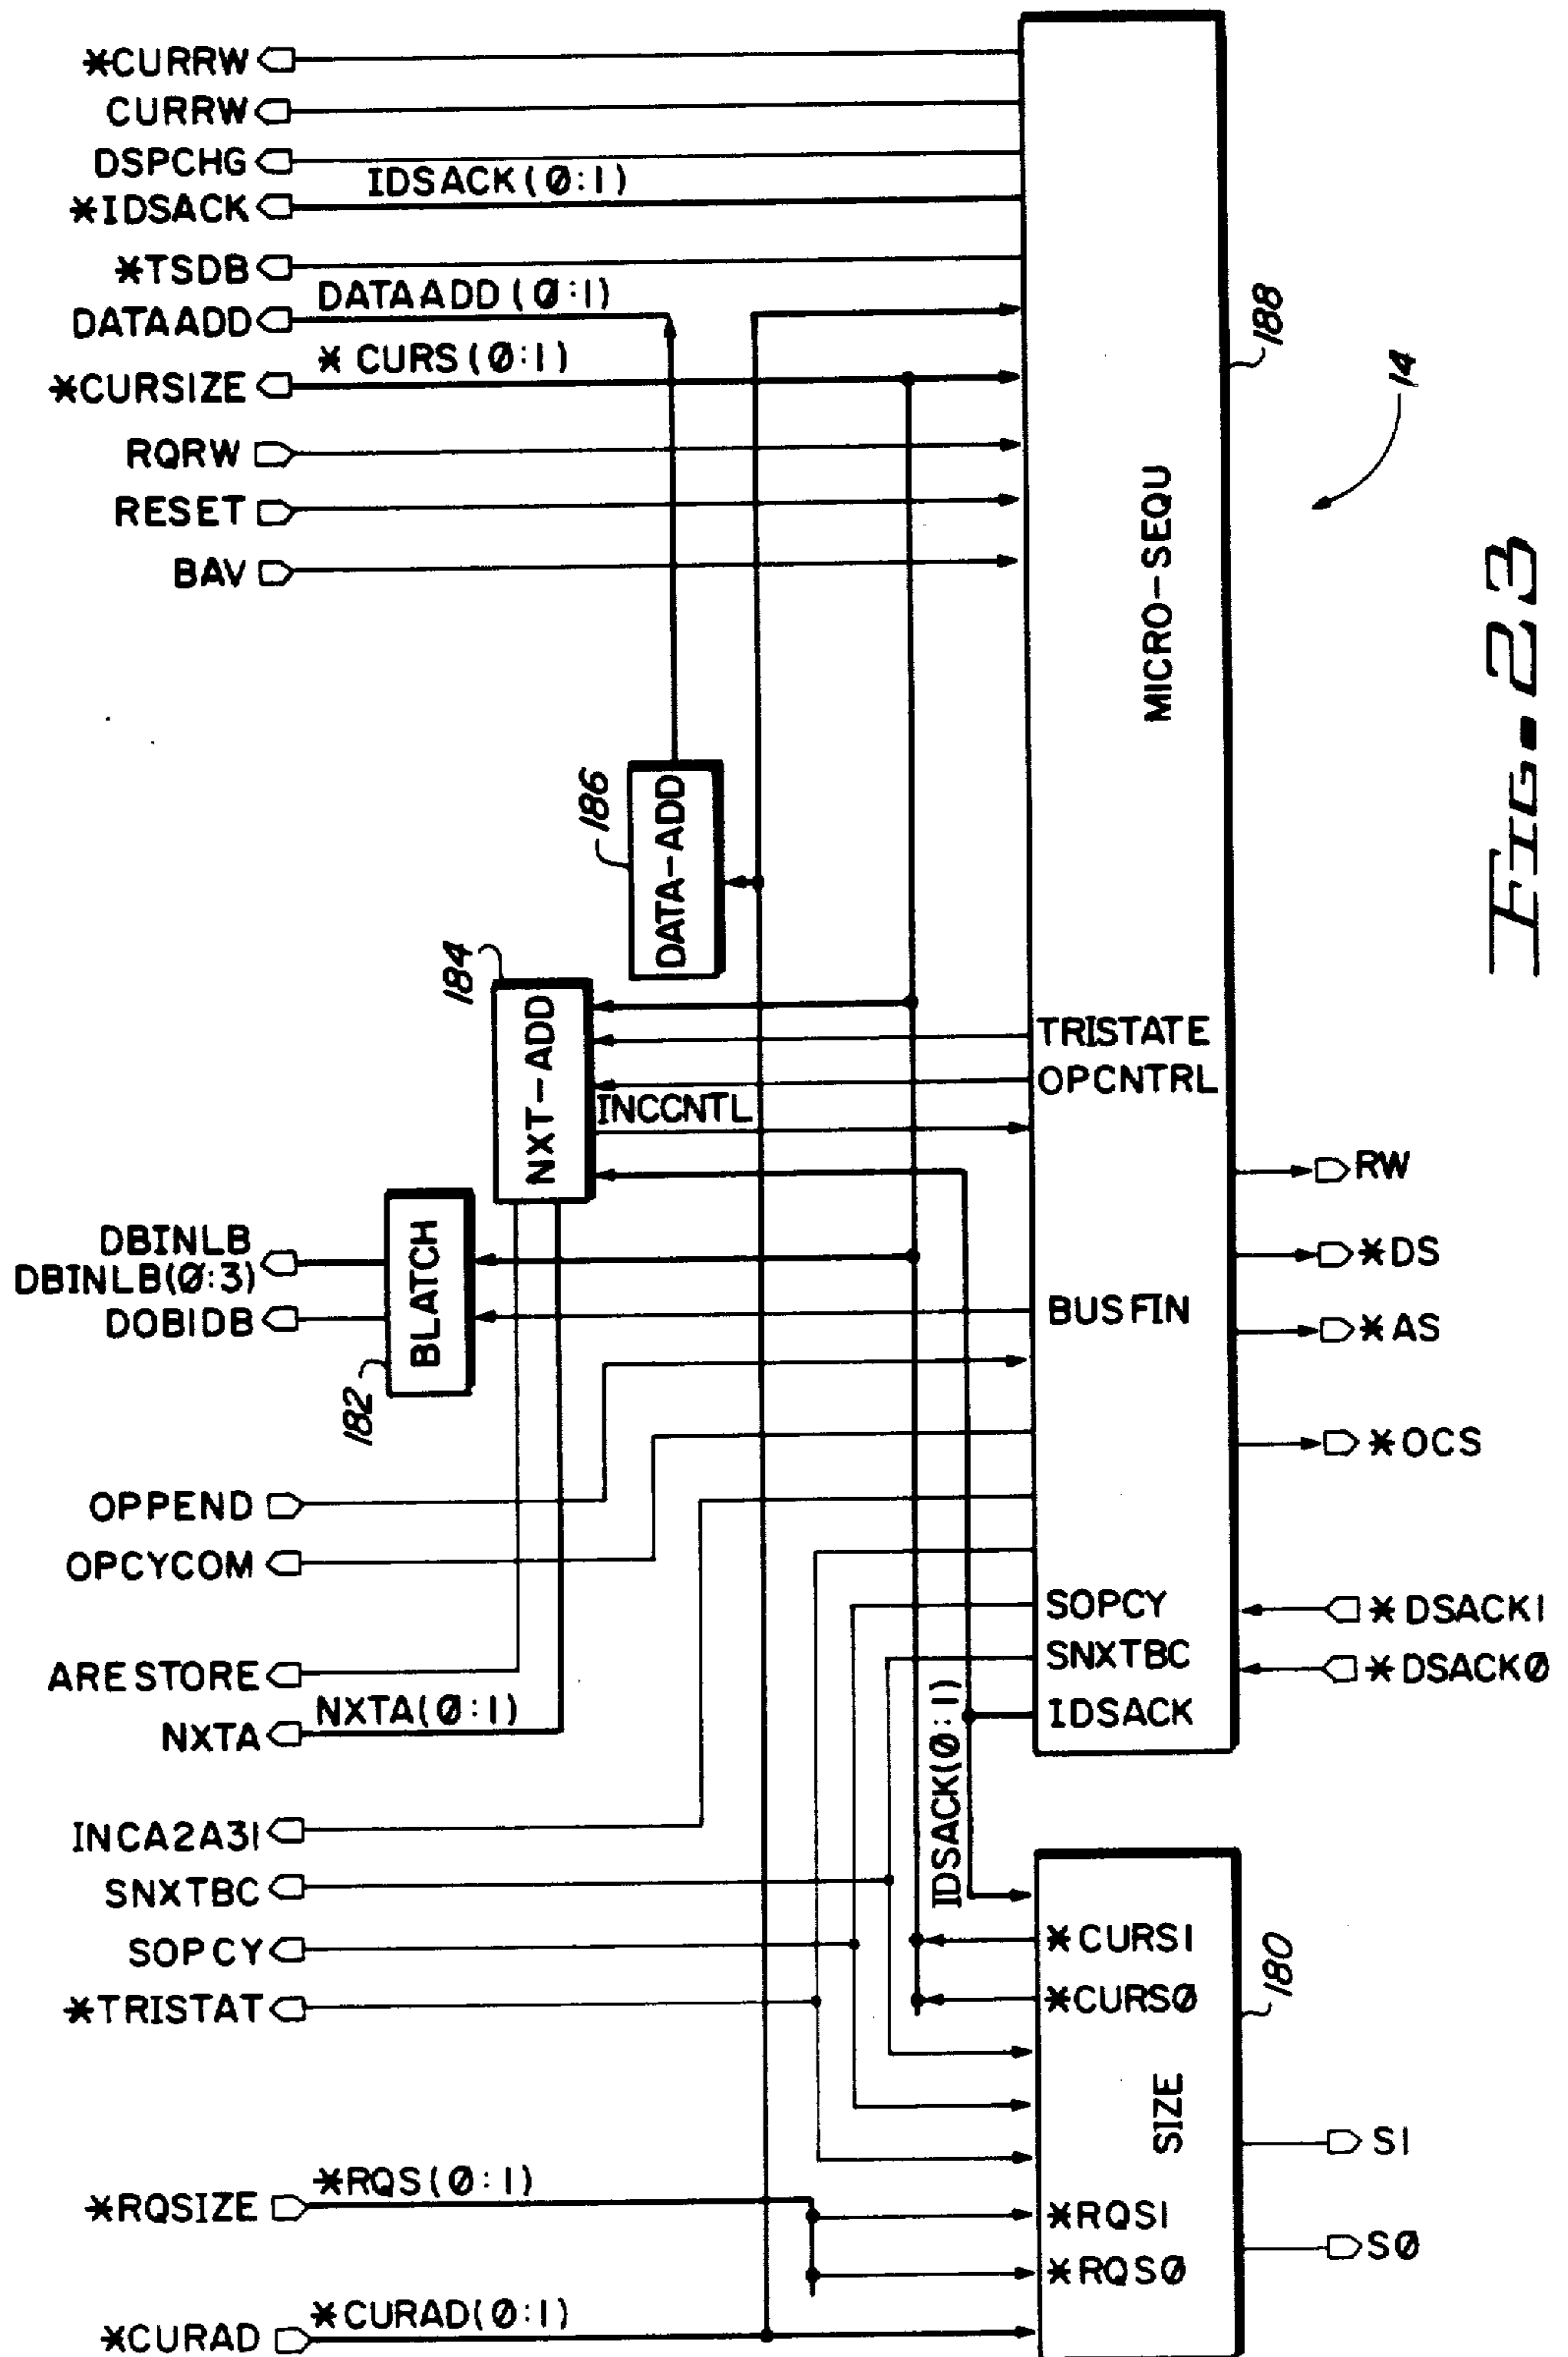 *CURRW
CURRW
DSPCHG
IDSACK(Ø:1)
*IDSACK
*TSDB
DATAADD(Ø:1)
DATAADD
*CURS(Ø:1)
*CURSIZE
RQRW
RESET
BAV
188
14
MICRO-SEQU
186
DATA-ADD
184
NXT-ADD
TRISTATE
OPCNTRL
INCCNTL
RW
DBINLB
DBINLB(Ø:3)
*DS
DOBIDB
BLATCH
BUSFIN
*AS
182
*OCS
OPPEND
OPCYCOM
SOPCY
*DSACK1
SNXTBC
*DSACKØ
ARESTORE
NXTA(Ø:1)
NXTA
IDSACK
IDSACK(Ø:1)
INCA2A31
SNXTBC
SOPCY
*TRISTAT
*CURS1
*CURSØ
180
SIZE
S1
*RQS(Ø:1)
*RQSIZE
*RQS1
SØ
*RQSØ
*CURAD(Ø:1)
*CURAD
FIG. 23